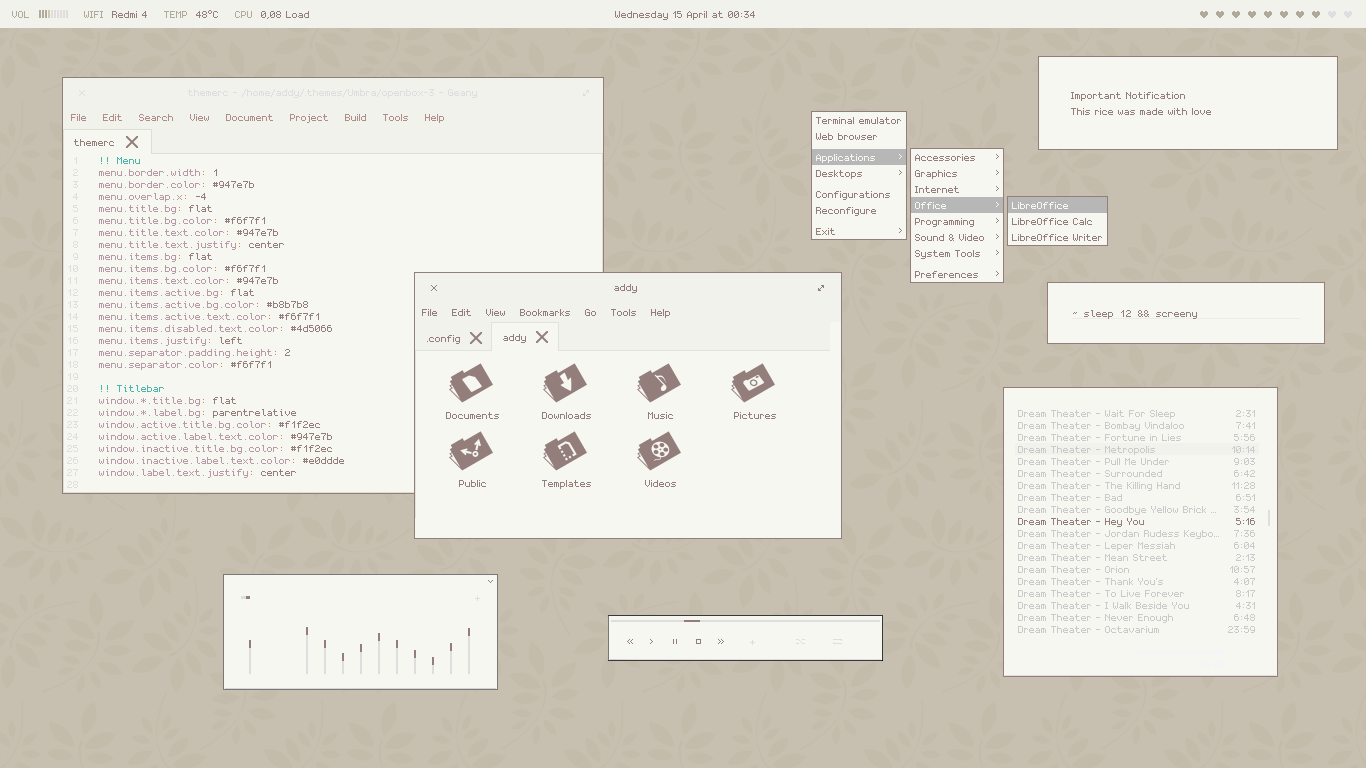 VOL WIFI Redmi 4 TEMP 48°C CPU 0,08 Load
Wednesday 15 April at 00:34
themerc - /home/addy/.themes/Umbra/openbox-3 - Geany
File Edit Search View Document Project Build Tools Help
themerc
1 !! Menu
2 menu.border.width: 1
3 menu.border.color: #947e7b
4 menu.overlap.x: -4
5 menu.title.bg: flat
6 menu.title.bg.color: #f6f7f1
7 menu.title.text.color: #947e7b
8 menu.title.text.justify: center
9 menu.items.bg: flat
10 menu.items.bg.color: #f6f7f1
11 menu.items.text.color: #947e7b
12 menu.items.active.bg: flat
13 menu.items.active.bg.color: #b8b7b8
14 menu.items.active.text.color: #f6f7f1
15 menu.items.disabled.text.color: #4d5066
16 menu.items.justify: left
17 menu.separator.padding.height: 2
18 menu.separator.color: #f6f7f1
19
20 !! Titlebar
21 window.*.title.bg: flat
22 window.*.label.bg: parentrelative
23 window.active.title.bg.color: #f1f2ec
24 window.active.label.text.color: #947e7b
25 window.inactive.title.bg.color: #f1f2ec
26 window.inactive.label.text.color: #e0ddde
27 window.label.text.justify: center
28
addy
File Edit View Bookmarks Go Tools Help
.config addy
Documents Downloads Music Pictures
Public Templates Videos
Terminal emulator
Web browser
Applications
Desktops
Configurations
Reconfigure
Exit
Accessories
Graphics
Internet
Office
Programming
Sound & Video
System Tools
Preferences
LibreOffice
LibreOffice Calc
LibreOffice Writer
Important Notification
This rice was made with love
~ sleep 12 && screeny
Dream Theater - Wait For Sleep 2:31
Dream Theater - Bombay Vindaloo 7:41
Dream Theater - Fortune in Lies 5:56
Dream Theater - Metropolis 10:14
Dream Theater - Pull Me Under 9:03
Dream Theater - Surrounded 6:42
Dream Theater - The Killing Hand 11:28
Dream Theater - Bad 6:51
Dream Theater - Goodbye Yellow Brick ... 3:54
Dream Theater - Hey You 5:16
Dream Theater - Jordan Rudess Keybo... 7:36
Dream Theater - Leper Messiah 6:04
Dream Theater - Mean Street 2:13
Dream Theater - Orion 10:57
Dream Theater - Thank You's 4:07
Dream Theater - To Live Forever 8:17
Dream Theater - I Walk Beside You 4:31
Dream Theater - Never Enough 6:48
Dream Theater - Octavarium 23:59